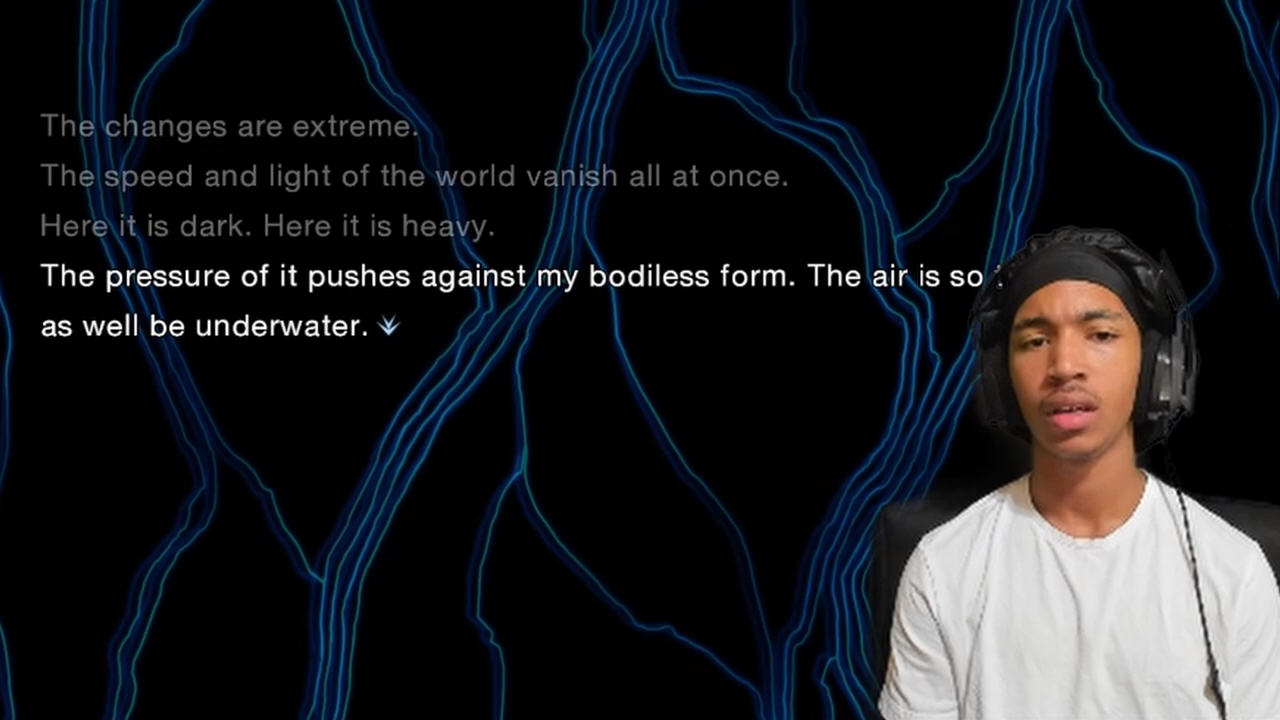 The changes are extreme.
The speed and light of the world vanish all at once.
Here it is dark. Here it is heavy.
The pressure of it pushes against my bodiless form. The air is so
as well be underwater.